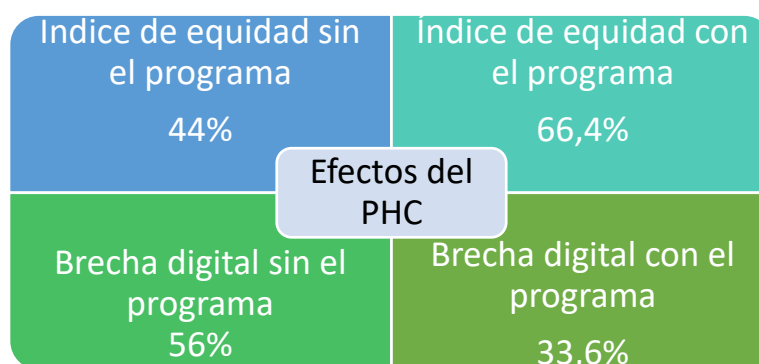 Indice de equidad sin
el programa
44%
Índice de equidad con
el programa
66,4%
Efectos del
PHC
Brecha digital sin el
programa
56%
Brecha digital con el
programa
33,6%